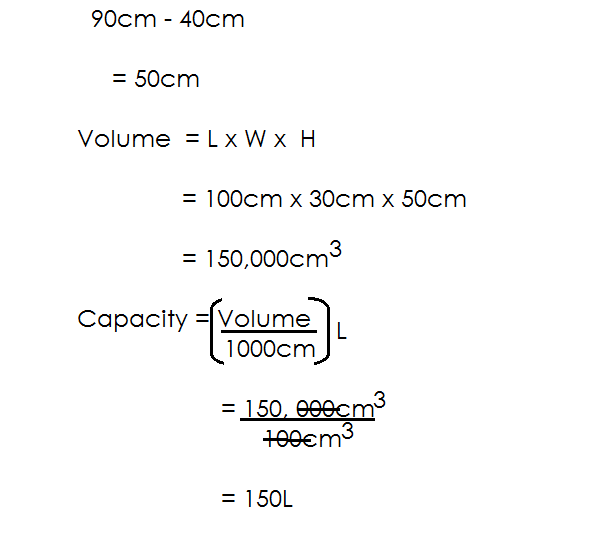 90cm - 40cm
= 50cm
Volume = L x W x H
= 100cm x 30cm x 50cm
= 150,000cm³
Capacity = (Volume
1000cm) L
= 150, 000cm³
100cm³
= 150L